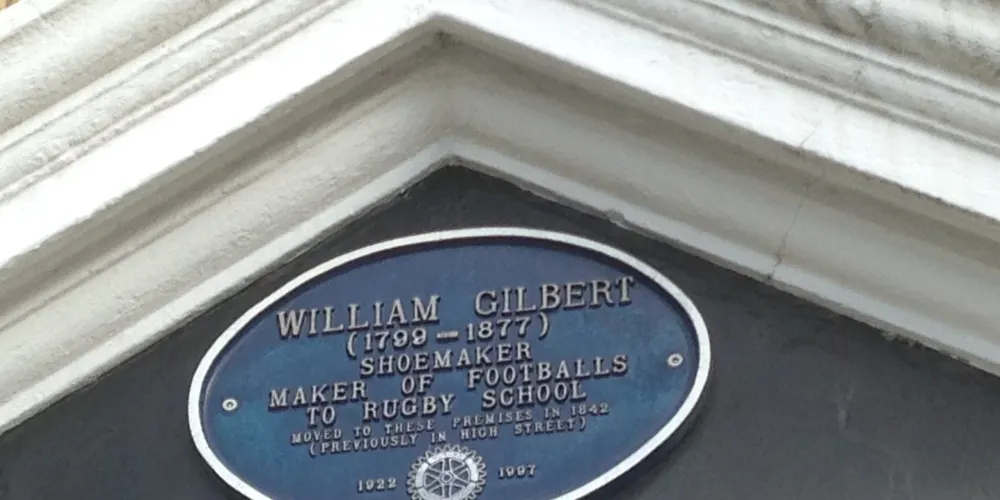 WILLIAM GILBERT
(1799 - 1877)
SHOEMAKER
MAKER OF FOOTBALLS
TO RUGBY SCHOOL
MOVED TO THESE PREMISES IN 1842
(PREVIOUSLY IN HIGH STREET)
1922 1997